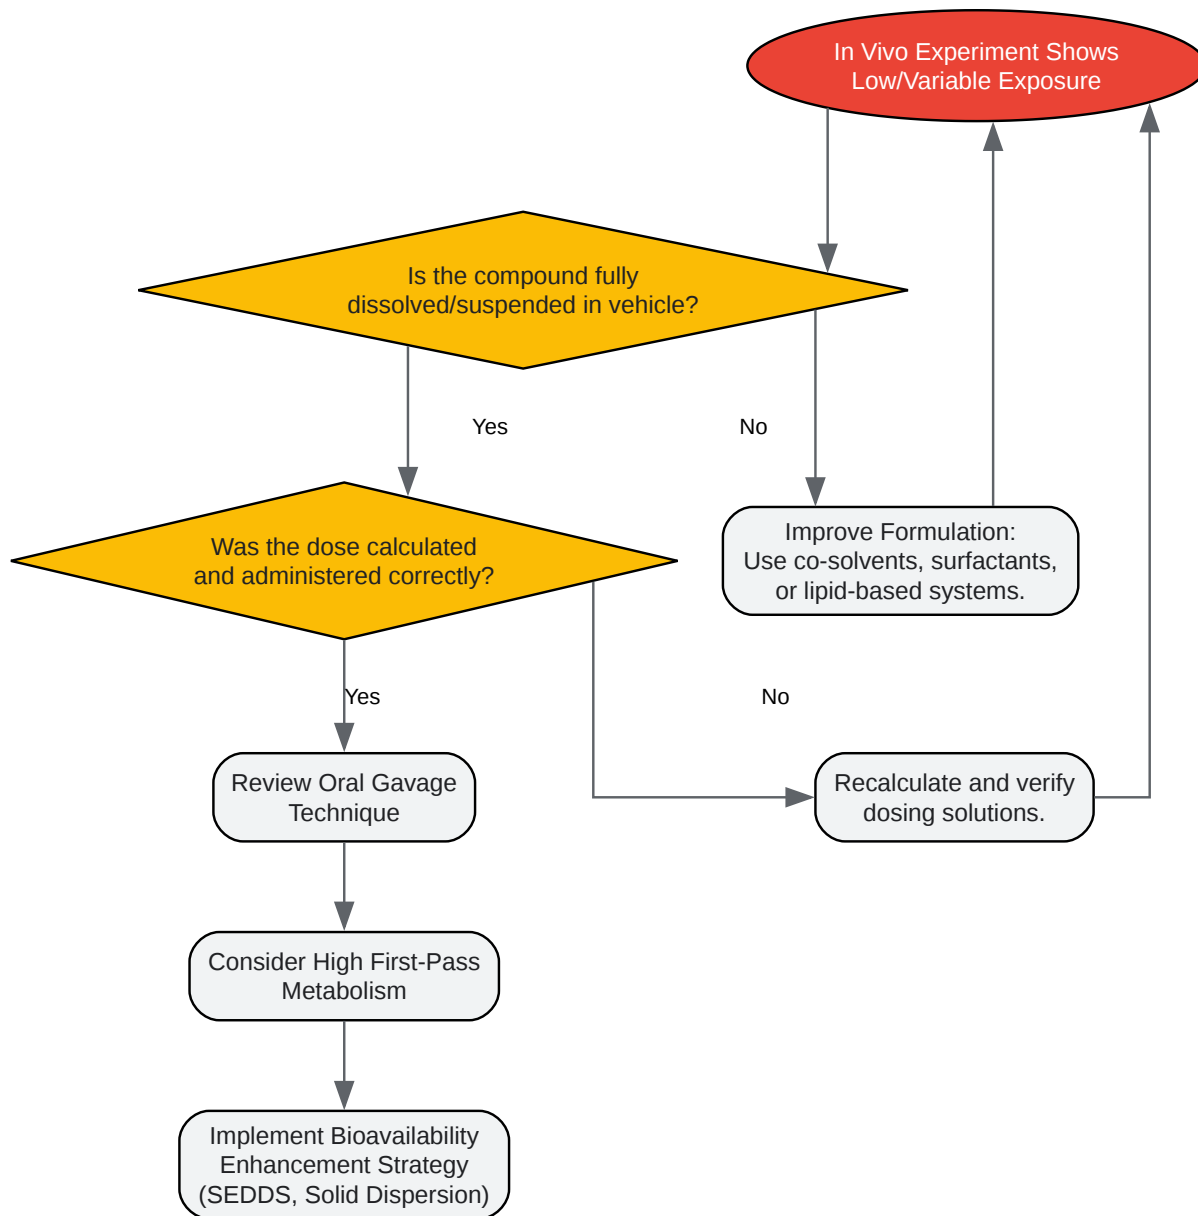 In Vivo Experiment Shows
Low/Variable Exposure
Is the compound fully
dissolved/suspended in vehicle?
Yes
No
Was the dose calculated
and administered correctly?
Improve Formulation:
Use co-solvents, surfactants,
or lipid-based systems.
Yes
No
Review Oral Gavage
Technique
Recalculate and verify
dosing solutions.
Consider High First-Pass
Metabolism
Implement Bioavailability
Enhancement Strategy
(SEDDS, Solid Dispersion)